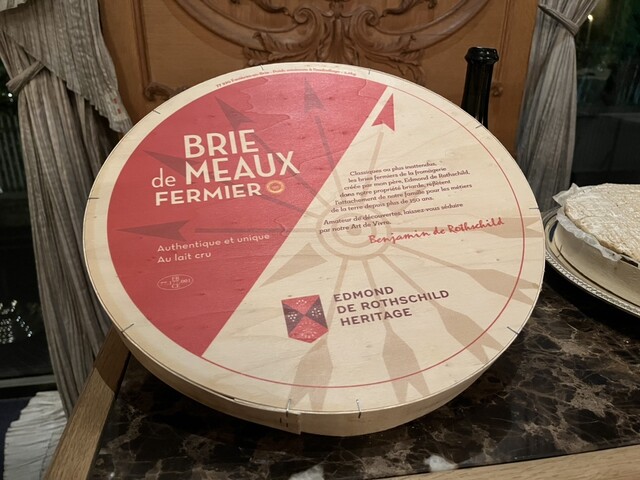 BRIE
de MEAUX
FERMIER
Authentique et unique
Au lait cru
Classiques ou plus inattendus,
les bries fermiers de la fromagerie
créée par mon père, Edmond de Rothschild,
dans notre propriété briarde, reflètent
l'attachement de notre famille pour les métiers
de la terre depuis plus de 250 ans.
Amateur de découvertes, laissez-vous séduire
par notre Art de Vivre.
Benjamin de Rothschild
EDMOND
DE ROTHSCHILD
HERITAGE